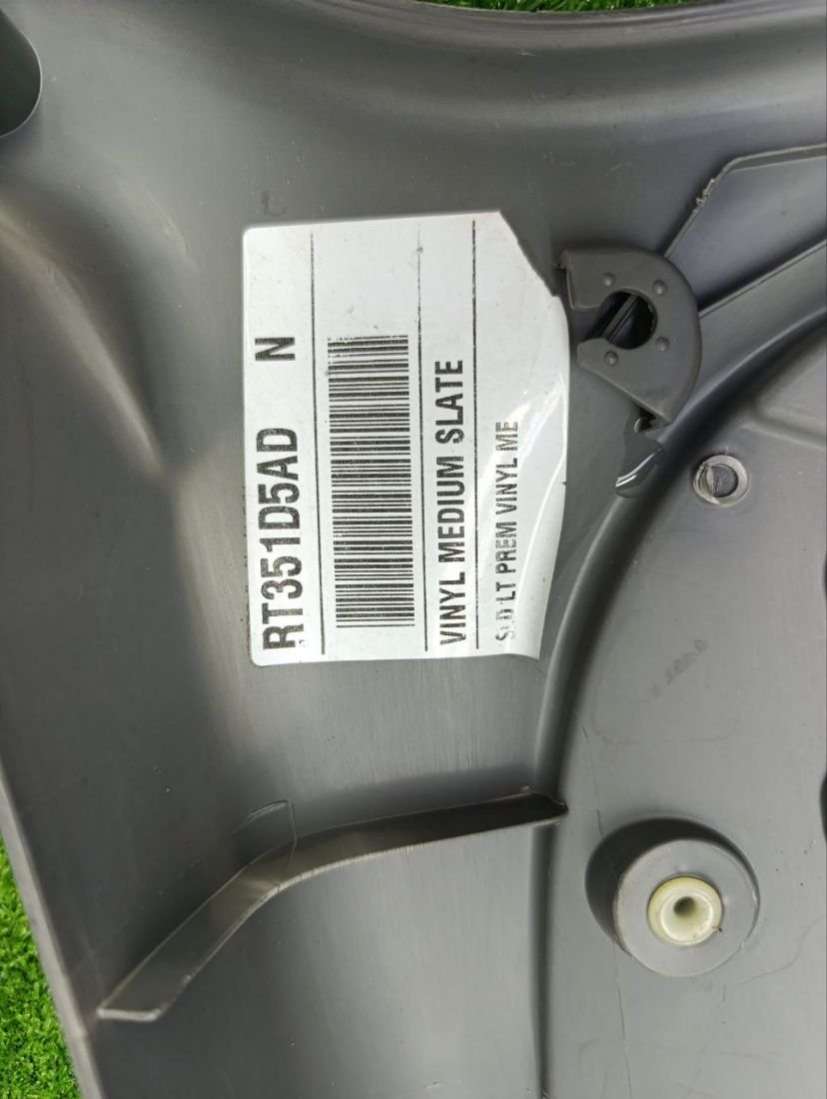 RT351D5AD N
VINYL MEDIUM SLATE
LT PREM VINYL ME